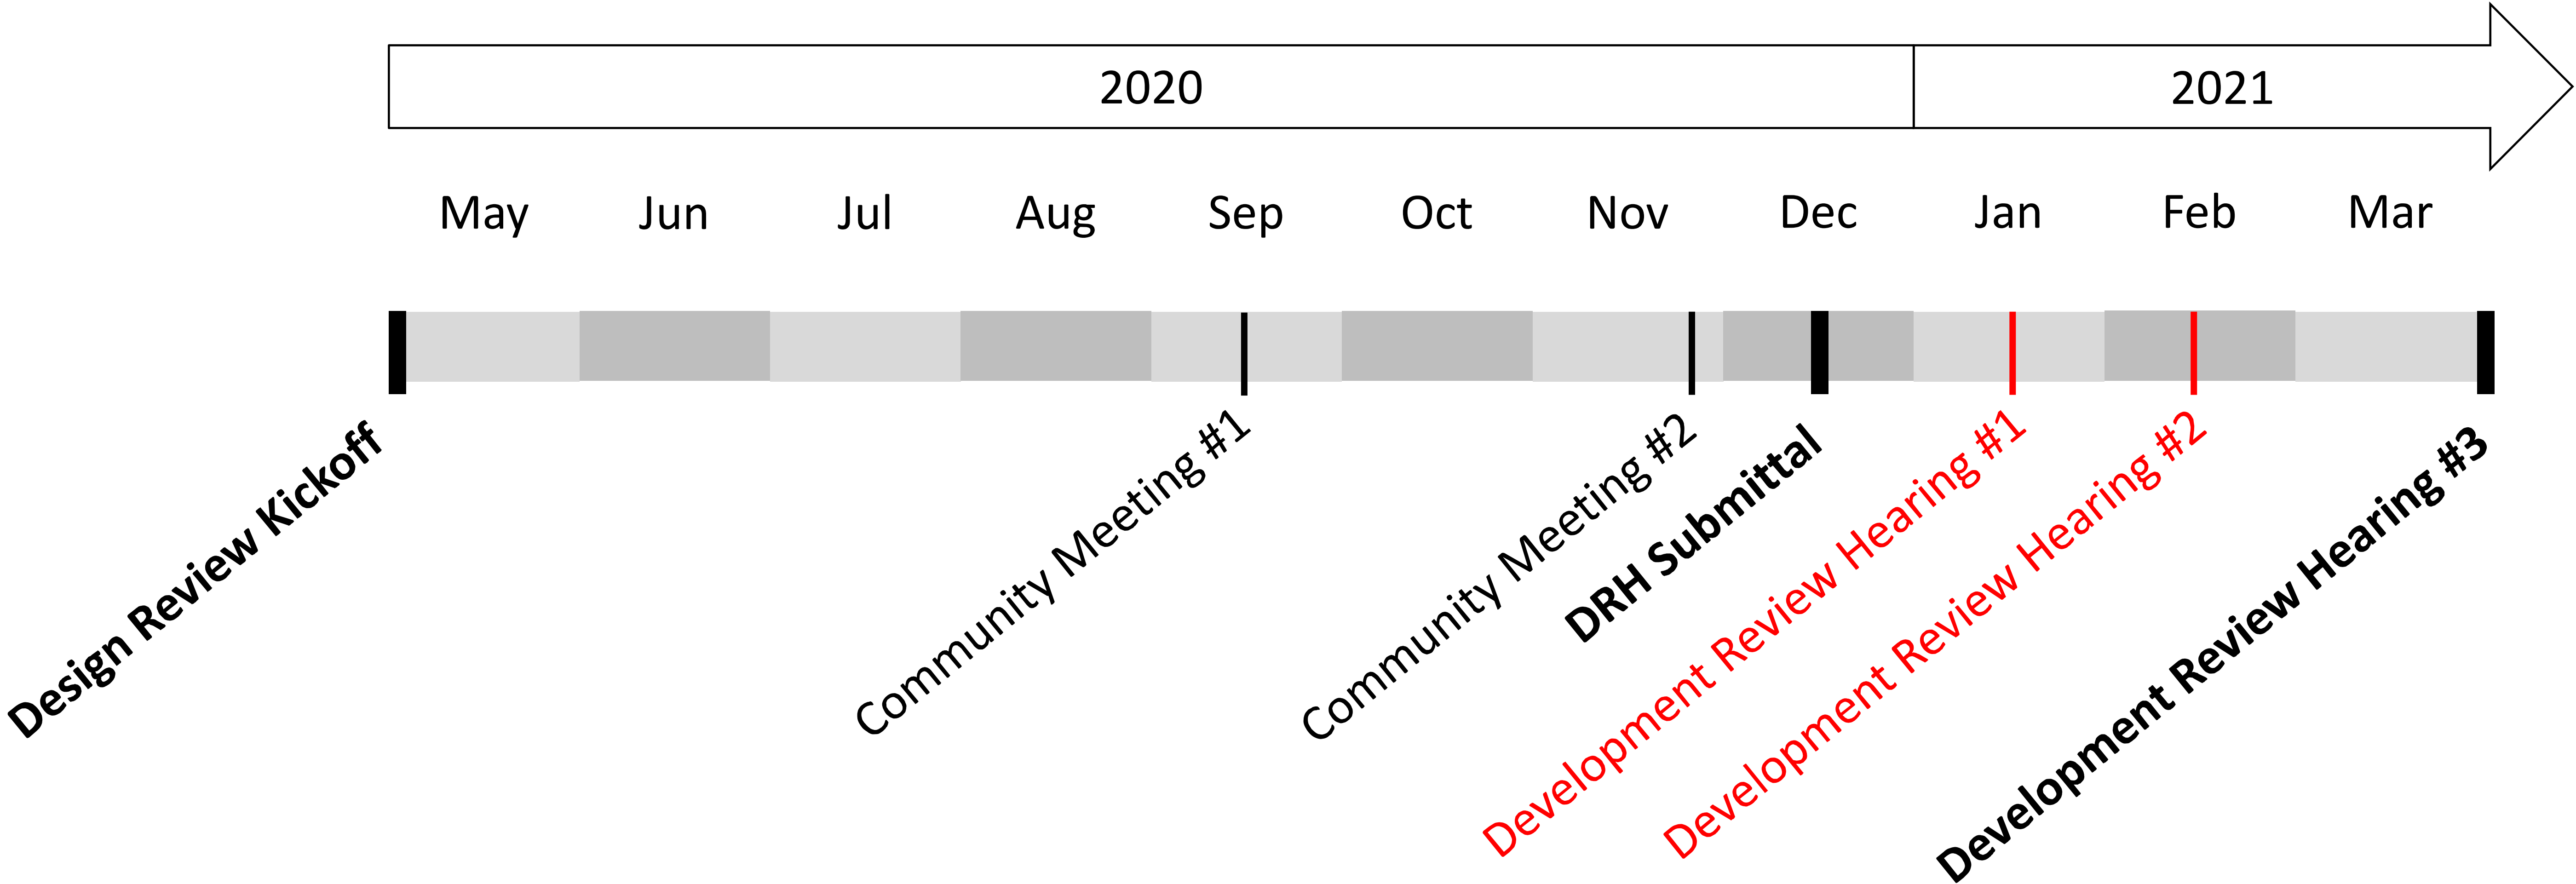 2020 2021
May Jun Jul Aug Sep Oct Nov Dec Jan Feb Mar
Design Review Kickoff
Community Meeting #1
Community Meeting #2
DRH Submittal
Development Review Hearing #1
Development Review Hearing #2
Development Review Hearing #3